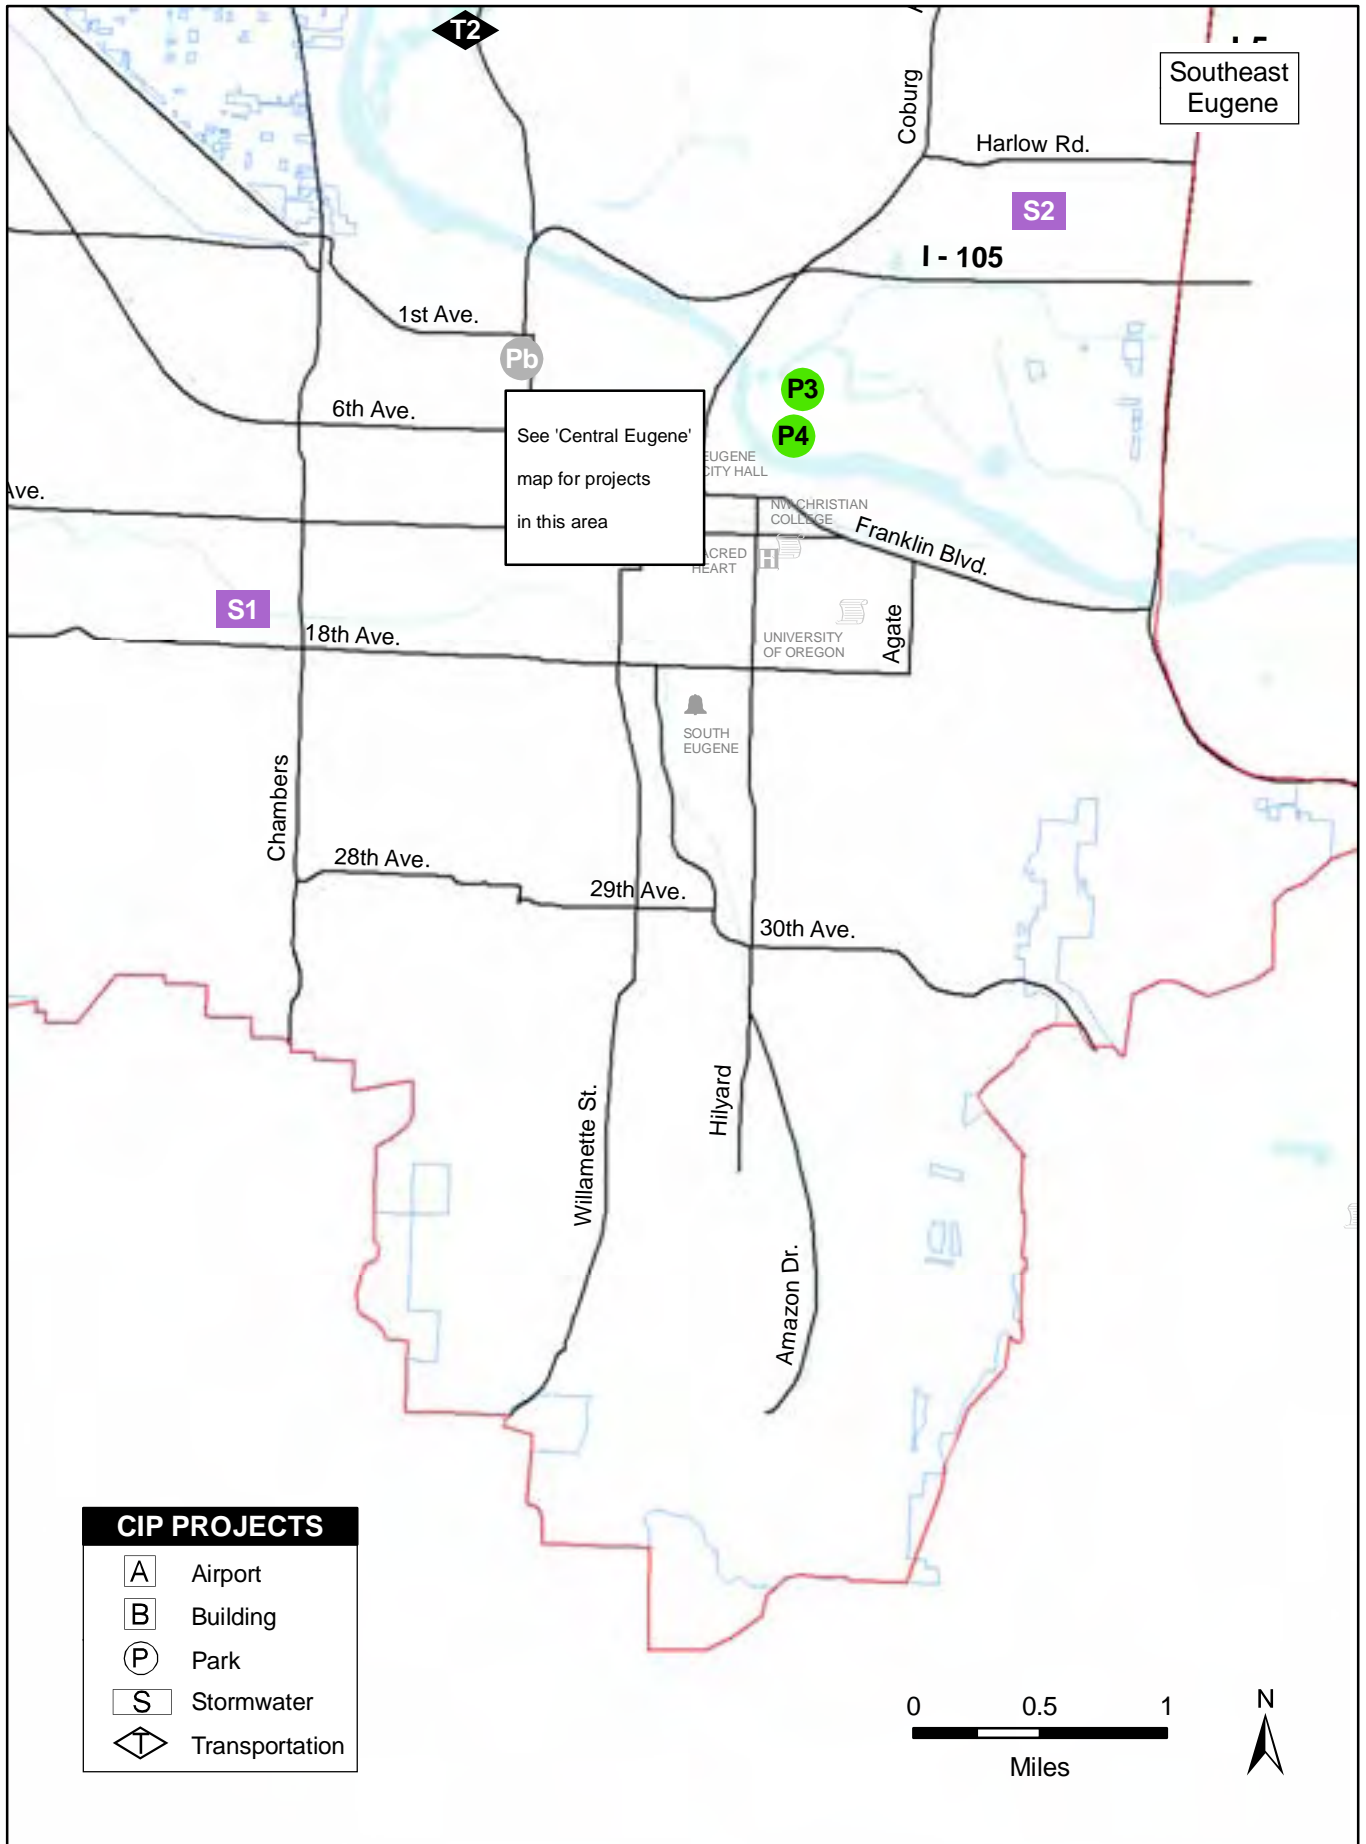 T2
Southeast
Eugene
Coburg
Harlow Rd.
S2
I - 105
1st Ave.
Pb
P3
6th Ave.
See 'Central Eugene'
map for projects
in this area
P4
EUGENE
CITY HALL
Ave.
NW CHRISTIAN
COLLEGE
Franklin Blvd.
HEART
H
S1
18th Ave.
UNIVERSITY
OF OREGON
Agate
SOUTH
EUGENE
Chambers
28th Ave.
29th Ave.
30th Ave.
Willamette St.
Hilyard
Amazon Dr.
CIP PROJECTS
A Airport
B Building
P Park
S Stormwater
T Transportation
0 0.5 1
Miles
N